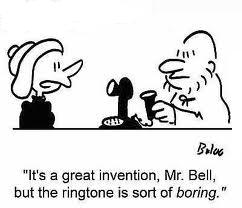 Baloo
"It's a great invention, Mr. Bell,
but the ringtone is sort of boring."